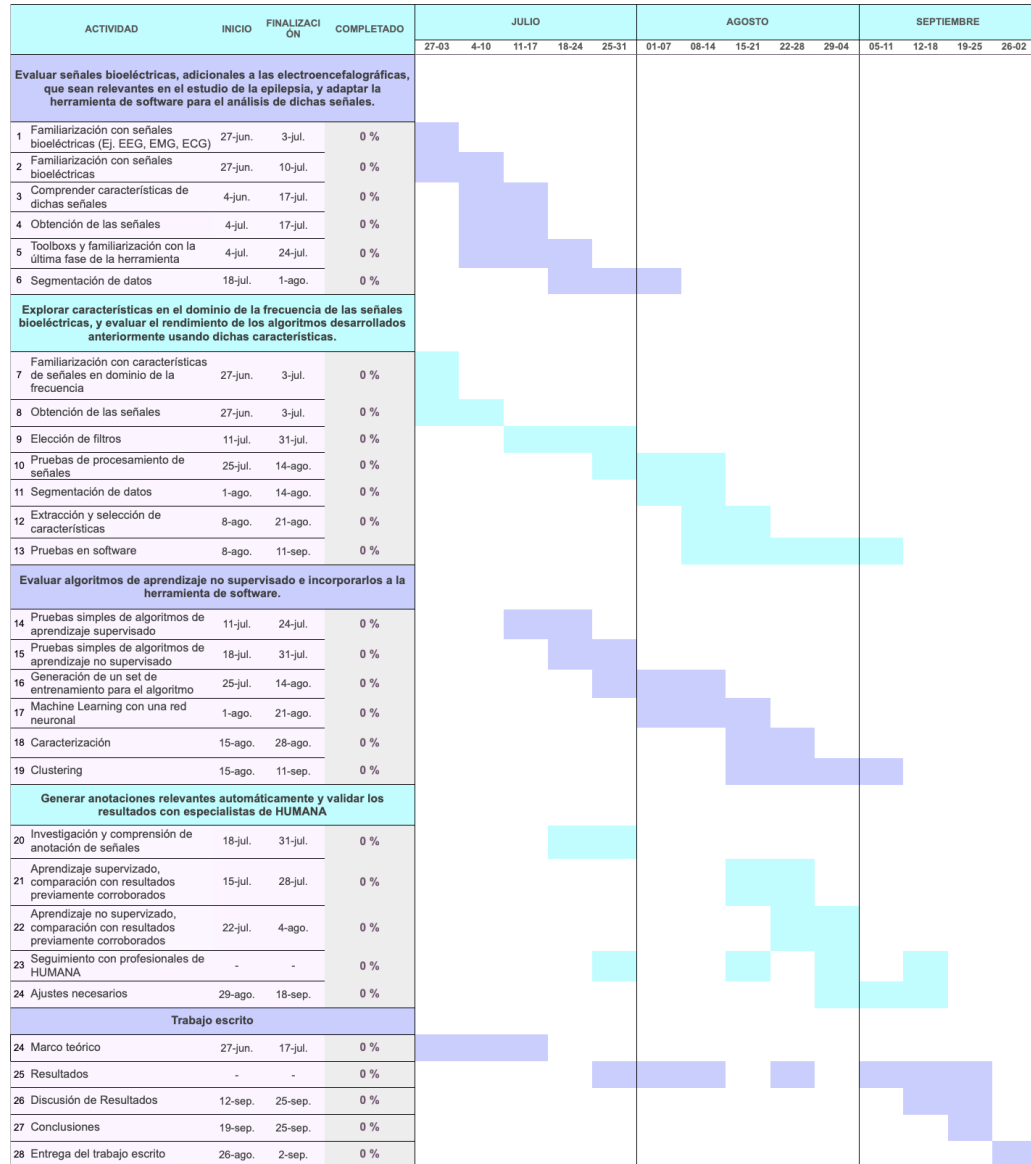 ACTIVIDAD INICIO FINALIZACI ÓN COMPLETADO JULIO AGOSTO SEPTIEMBRE
27-03 4-10 11-17 18-24 25-31 01-07 08-14 15-21 22-28 29-04 05-11 12-18 19-25 26-02
Evaluar señales bioeléctricas, adicionales a las electroencefalográficas,
que sean relevantes en el estudio de la epilepsia, y adaptar la
herramienta de software para el análisis de dichas señales.
1 Familiarización con señales
bioeléctricas (Ej. EEG, EMG, ECG) 27-jun. 3-jul. 0 %
2 Familiarización con señales
bioeléctricas 27-jun. 10-jul. 0 %
3 Comprender características de
dichas señales 4-jun. 17-jul. 0 %
4 Obtención de las señales 4-jul. 17-jul. 0 %
5 Toolboxs y familiarización con la
última fase de la herramienta 4-jul. 24-jul. 0 %
6 Segmentación de datos 18-jul. 1-ago. 0 %
Explorar características en el dominio de la frecuencia de las señales
bioeléctricas, y evaluar el rendimiento de los algoritmos desarrollados
anteriormente usando dichas características.
7 Familiarización con características
de señales en dominio de la
frecuencia 27-jun. 3-jul. 0 %
8 Obtención de las señales 27-jun. 3-jul. 0 %
9 Elección de filtros 11-jul. 31-jul. 0 %
10 Pruebas de procesamiento de
señales 25-jul. 14-ago. 0 %
11 Segmentación de datos 1-ago. 14-ago. 0 %
12 Extracción y selección de
características 8-ago. 21-ago. 0 %
13 Pruebas en software 8-ago. 11-sep. 0 %
Evaluar algoritmos de aprendizaje no supervisado e incorporarlos a la
herramienta de software.
14 Pruebas simples de algoritmos de
aprendizaje supervisado 11-jul. 24-jul. 0 %
15 Pruebas simples de algoritmos de
aprendizaje no supervisado 18-jul. 31-jul. 0 %
16 Generación de un set de
entrenamiento para el algoritmo 25-jul. 14-ago. 0 %
17 Machine Learning con una red
neuronal 1-ago. 21-ago. 0 %
18 Caracterización 15-ago. 28-ago. 0 %
19 Clustering 15-ago. 11-sep. 0 %
Generar anotaciones relevantes automáticamente y validar los
resultados con especialistas de HUMANA
20 Investigación y comprensión de
anotación de señales 18-jul. 31-jul. 0 %
21 Aprendizaje supervizado,
comparación con resultados
previamente corroborados 15-jul. 28-jul. 0 %
22 Aprendizaje no supervizado,
comparación con resultados
previamente corroborados 22-jul. 4-ago. 0 %
23 Seguimiento con profesionales de
HUMANA - - 0 %
24 Ajustes necesarios 29-ago. 18-sep. 0 %
Trabajo escrito
24 Marco teórico 27-jun. 17-jul. 0 %
25 Resultados - - 0 %
26 Discusión de Resultados 12-sep. 25-sep. 0 %
27 Conclusiones 19-sep. 25-sep. 0 %
28 Entrega del trabajo escrito 26-ago. 2-sep. 0 %